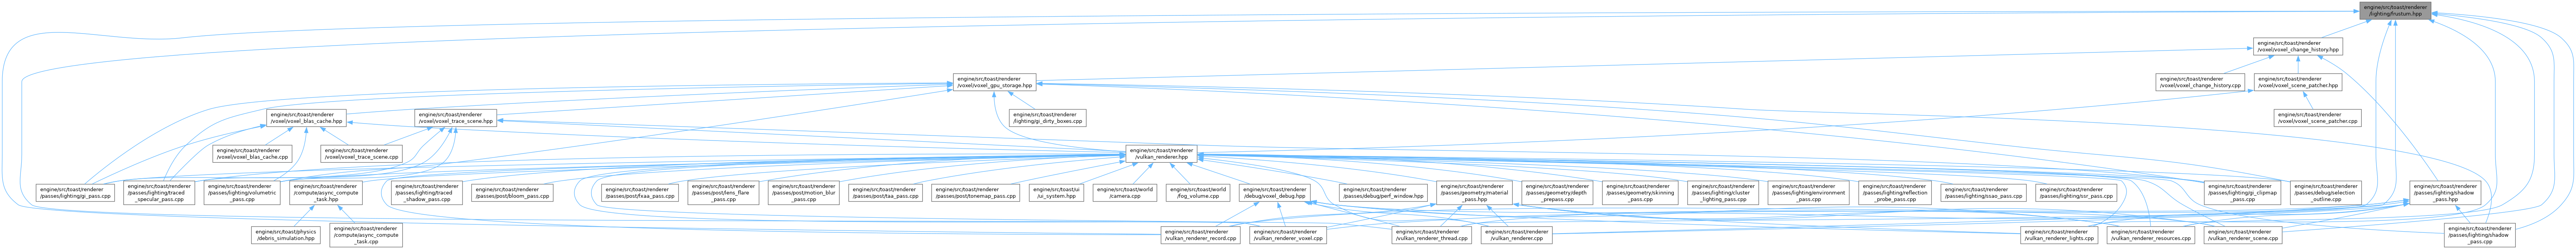 engine/src/toast/renderer
/lighting/frustum.hpp
engine/src/toast/renderer
/voxel/voxel_change_history.hpp
engine/src/toast/renderer
/voxel/voxel_gpu_storage.hpp
engine/src/toast/renderer
/voxel/voxel_change_history.cpp
engine/src/toast/renderer
/voxel/voxel_scene_patcher.hpp
engine/src/toast/renderer
/voxel/voxel_blas_cache.hpp
engine/src/toast/renderer
/voxel/voxel_trace_scene.hpp
engine/src/toast/renderer
/lighting/gi_dirty_boxes.cpp
engine/src/toast/renderer
/voxel/voxel_scene_patcher.cpp
engine/src/toast/renderer
/voxel/voxel_blas_cache.cpp
engine/src/toast/renderer
/voxel/voxel_trace_scene.cpp
engine/src/toast/renderer
/vulkan_renderer.hpp
engine/src/toast/renderer
/passes/lighting/gi_pass.cpp
engine/src/toast/renderer
/passes/lighting/traced
_specular_pass.cpp
engine/src/toast/renderer
/passes/lighting/volumetric
_pass.cpp
engine/src/toast/renderer
/compute/async_compute
_task.hpp
engine/src/toast/renderer
/passes/lighting/traced
_shadow_pass.cpp
engine/src/toast/renderer
/passes/post/bloom_pass.cpp
engine/src/toast/renderer
/passes/post/fxaa_pass.cpp
engine/src/toast/renderer
/passes/post/lens_flare
_pass.cpp
engine/src/toast/renderer
/passes/post/motion_blur
_pass.cpp
engine/src/toast/renderer
/passes/post/taa_pass.cpp
engine/src/toast/renderer
/passes/post/tonemap_pass.cpp
engine/src/toast/ui
/ui_system.hpp
engine/src/toast/world
/camera.cpp
engine/src/toast/world
/fog_volume.cpp
engine/src/toast/renderer
/debug/voxel_debug.hpp
engine/src/toast/renderer
/passes/debug/perf_window.hpp
engine/src/toast/renderer
/passes/geometry/material
_pass.hpp
engine/src/toast/renderer
/passes/geometry/depth
_prepass.cpp
engine/src/toast/renderer
/passes/geometry/skinning
_pass.cpp
engine/src/toast/renderer
/passes/lighting/cluster
_lighting_pass.cpp
engine/src/toast/renderer
/passes/lighting/environment
_pass.cpp
engine/src/toast/renderer
/passes/lighting/reflection
_probe_pass.cpp
engine/src/toast/renderer
/passes/lighting/ssao_pass.cpp
engine/src/toast/renderer
/passes/lighting/ssr_pass.cpp
engine/src/toast/renderer
/passes/lighting/shadow
_pass.hpp
engine/src/toast/renderer
/passes/lighting/gi_clipmap
_pass.cpp
engine/src/toast/renderer
/passes/debug/selection
_outline.cpp
engine/src/toast/physics
/debris_simulation.hpp
engine/src/toast/renderer
/compute/async_compute
_task.cpp
engine/src/toast/renderer
/vulkan_renderer_record.cpp
engine/src/toast/renderer
/vulkan_renderer_voxel.cpp
engine/src/toast/renderer
/vulkan_renderer_thread.cpp
engine/src/toast/renderer
/vulkan_renderer.cpp
engine/src/toast/renderer
/vulkan_renderer_lights.cpp
engine/src/toast/renderer
/vulkan_renderer_resources.cpp
engine/src/toast/renderer
/vulkan_renderer_scene.cpp
engine/src/toast/renderer
/passes/lighting/shadow
_pass.cpp